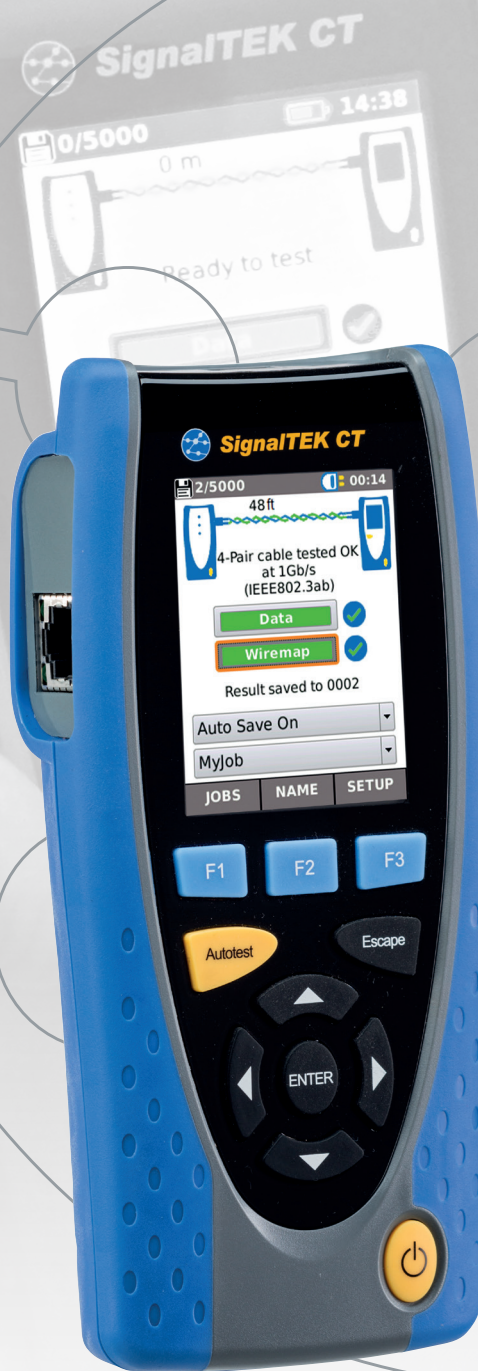 SignalTEK CT
0/5000 14:38
0 m
Ready to test
Data
SignalTEK CT
2/5000 00:14
48ft
4-Pair cable tested OK
at 1Gb/s
(IEEE802.3ab)
Data
Wiremap
Result saved to 0002
Auto Save On
MyJob
JOBS NAME SETUP
F1 F2 F3
Autotest Escape
ENTER